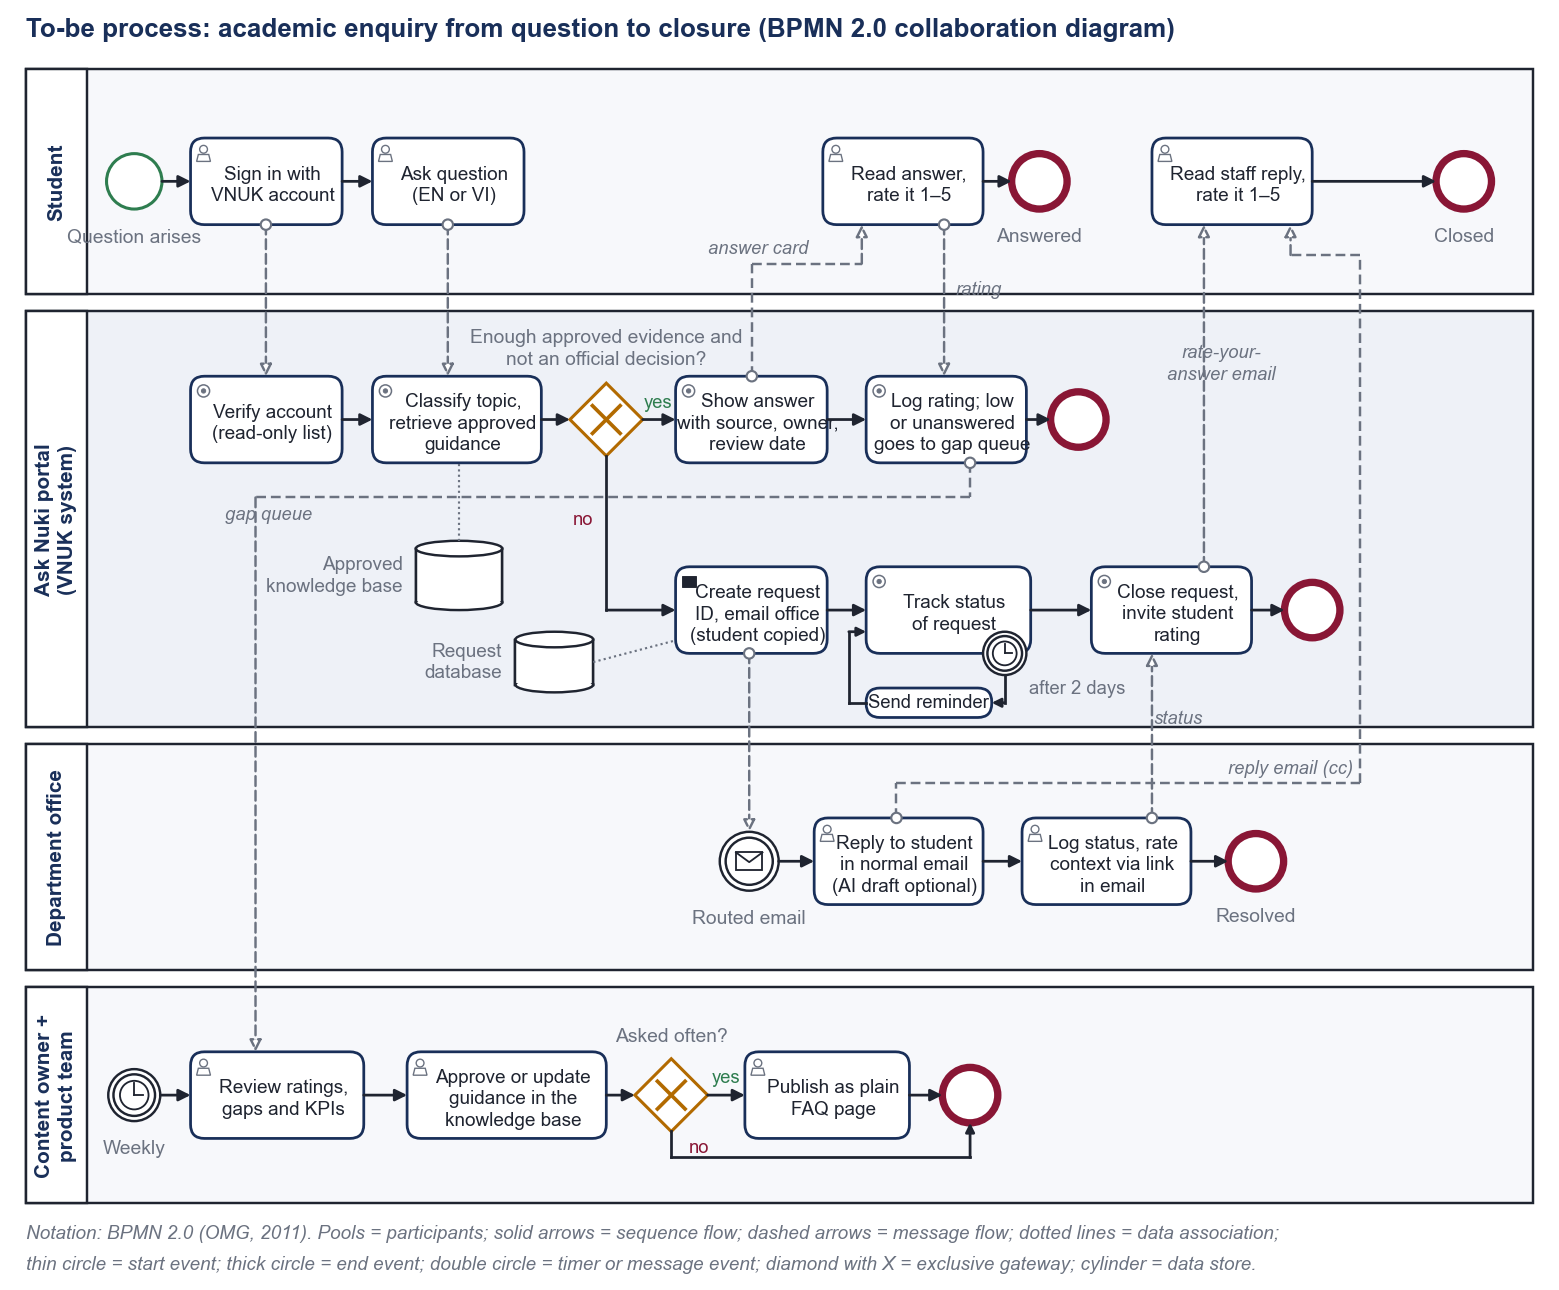 To-be process: academic enquiry from question to closure (BPMN 2.0 collaboration diagram)
Student
Question arises
Sign in with
VNUK account
Ask question
(EN or VI)
answer card
Read answer,
rate it 1–5
rating
Answered
Read staff reply,
rate it 1–5
Closed
Ask Nuki portal
(VNUK system)
Verify account
(read-only list)
Classify topic,
retrieve approved
guidance
Enough approved evidence and
not an official decision?
yes
Show answer
with source, owner,
review date
Log rating; low
or unanswered
goes to gap queue
rate-your-
answer email
gap queue
no
Approved
knowledge base
Request
database
Create request
ID, email office
(student copied)
Track status
of request
Send reminder
after 2 days
Close request,
invite student
rating
status
Department office
Routed email
Reply to student
in normal email
(AI draft optional)
Log status, rate
context via link
in email
reply email (cc)
Resolved
Content owner +
product team
Weekly
Review ratings,
gaps and KPIs
Approve or update
guidance in the
knowledge base
Asked often?
yes
no
Publish as plain
FAQ page
Notation: BPMN 2.0 (OMG, 2011). Pools = participants; solid arrows = sequence flow; dashed arrows = message flow; dotted lines = data association;
thin circle = start event; thick circle = end event; double circle = timer or message event; diamond with X = exclusive gateway; cylinder = data store.